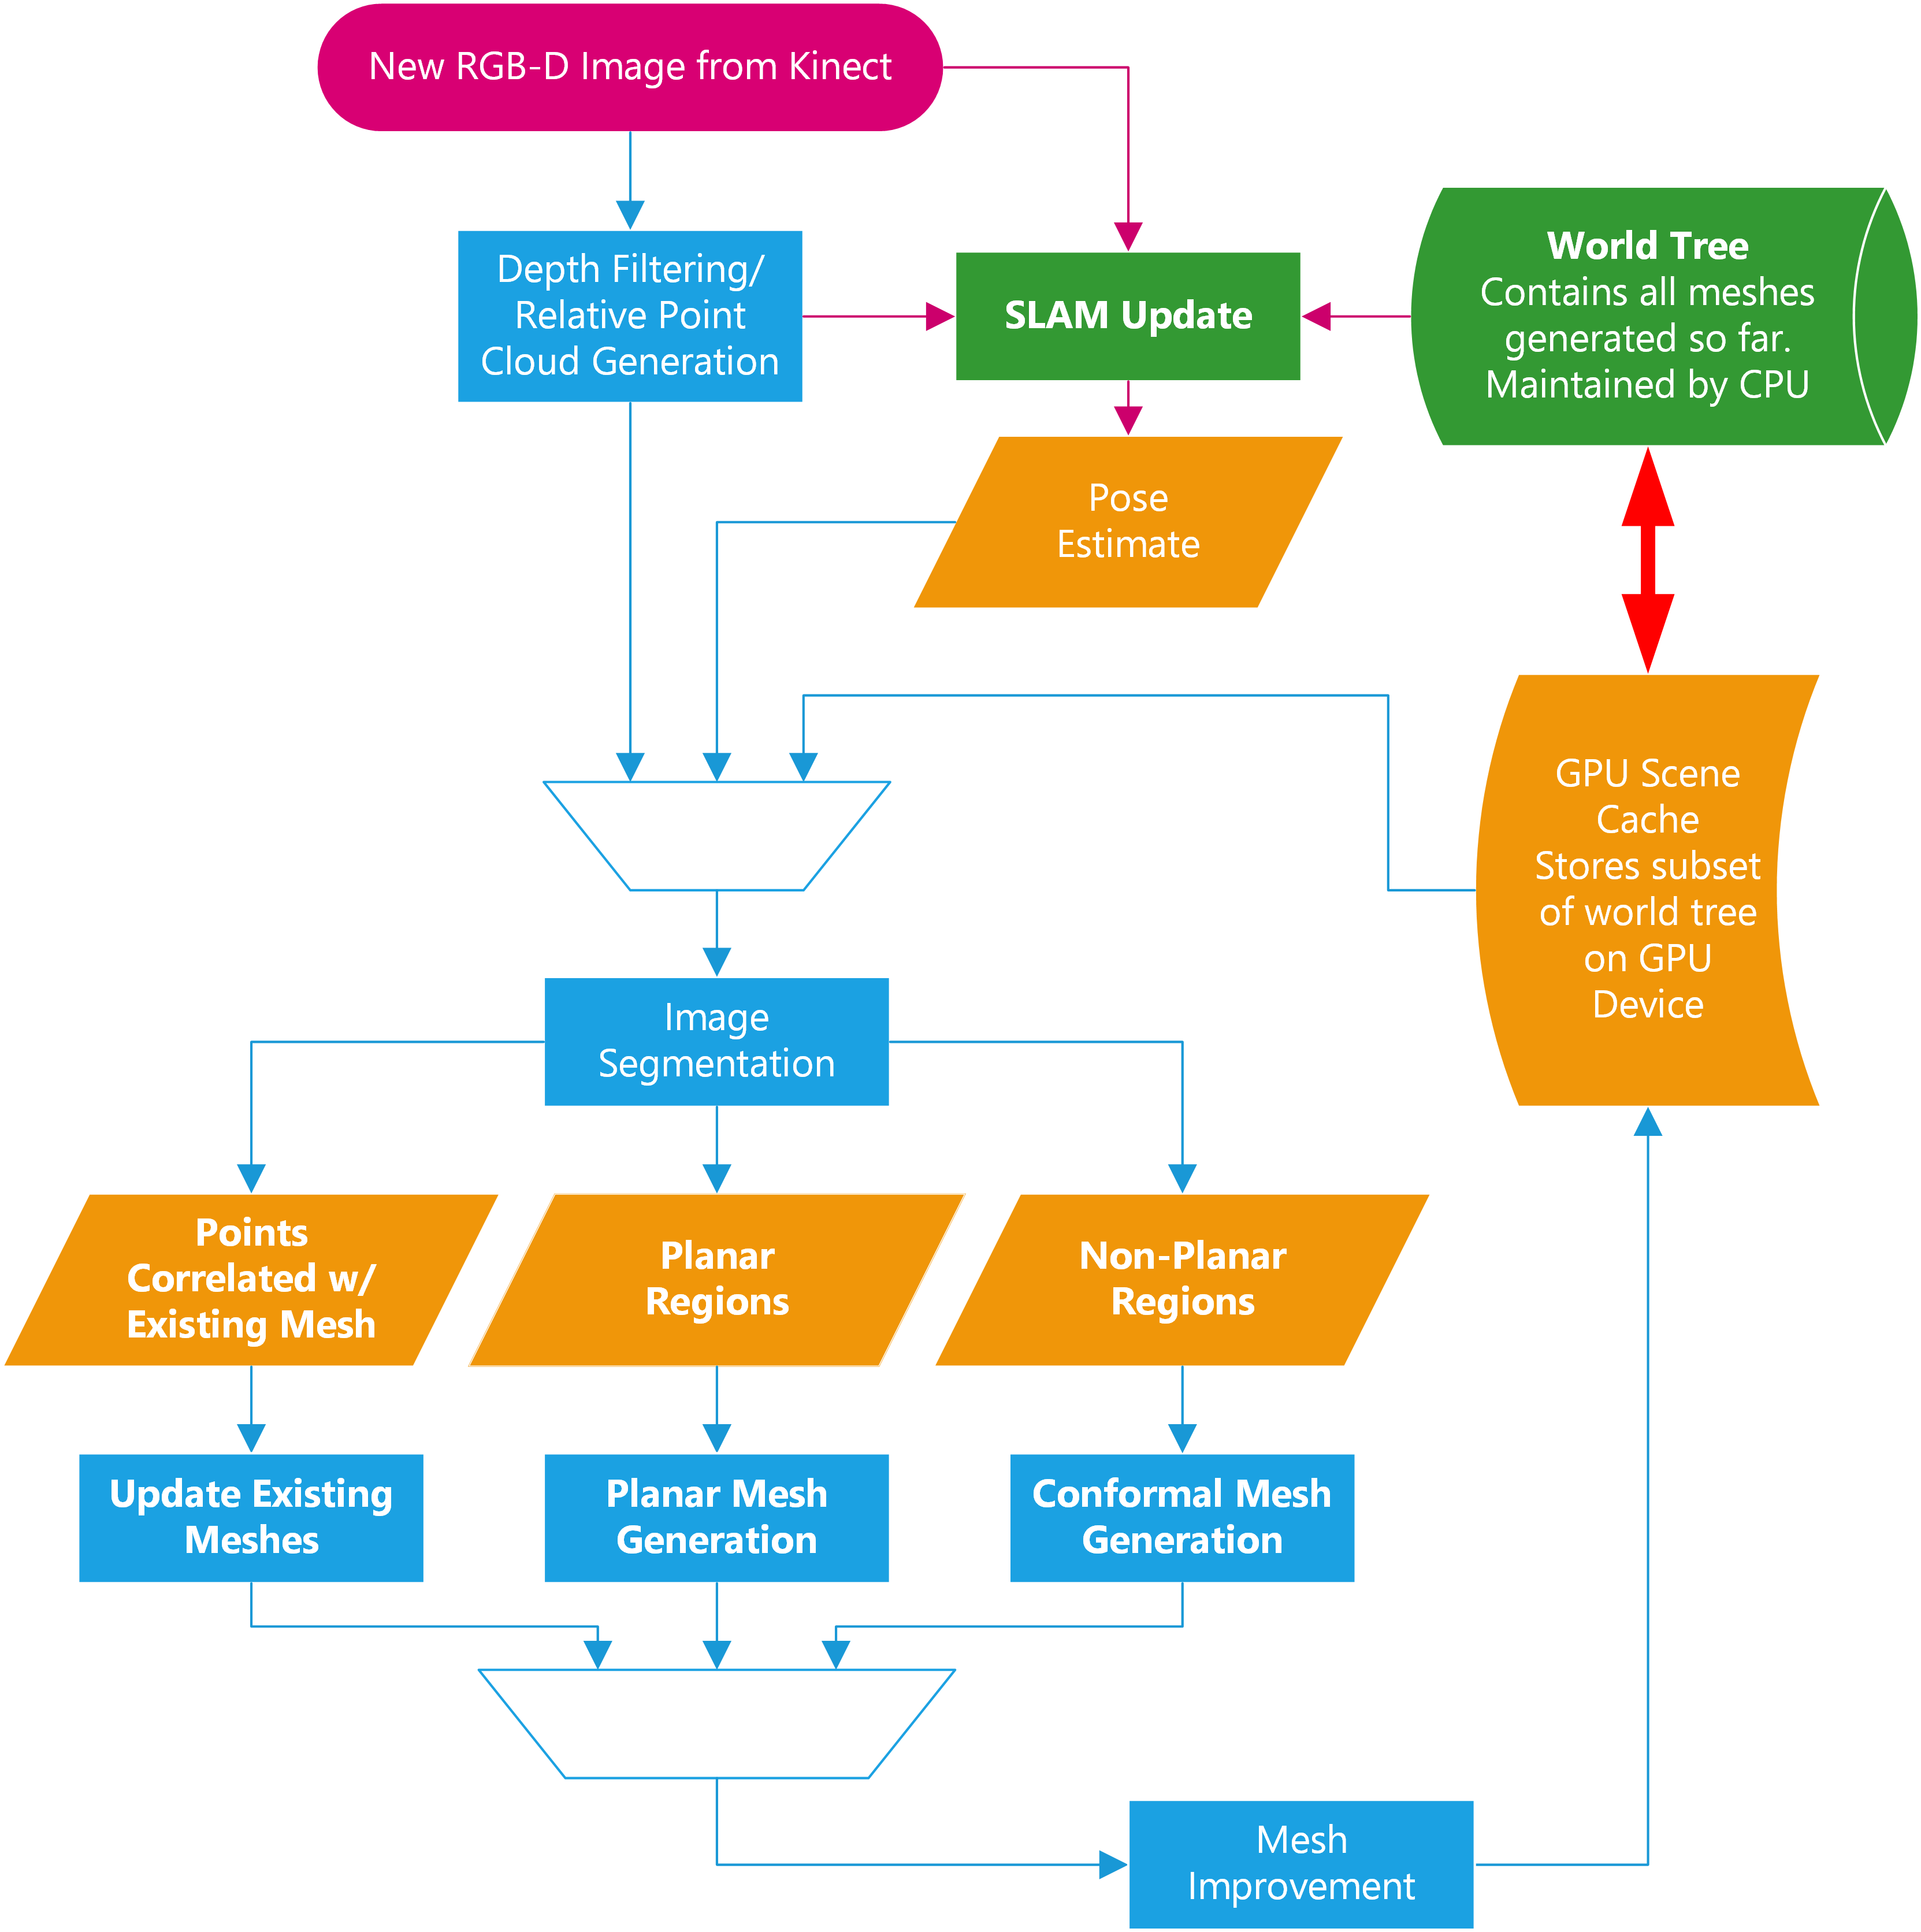 New RGB-D Image from Kinect
Depth Filtering/
Relative Point
Cloud Generation
SLAM Update
World Tree
Contains all meshes
generated so far.
Maintained by CPU
Pose
Estimate
GPU Scene
Cache
Stores subset
of world tree
on GPU
Device
Image
Segmentation
Points
Correlated w/
Existing Mesh
Planar
Regions
Non-Planar
Regions
Update Existing
Meshes
Planar Mesh
Generation
Conformal Mesh
Generation
Mesh
Improvement